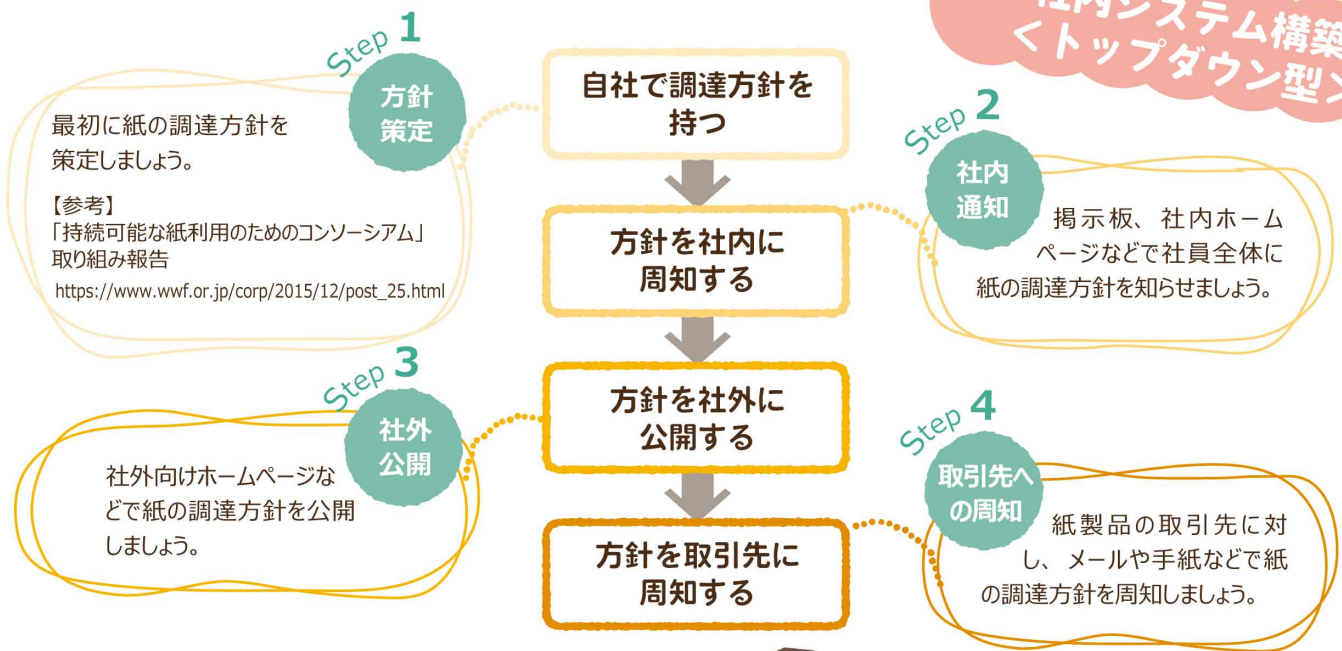 社内システム構築
＜トップダウン型＞
Step 1
方針
策定
最初に紙の調達方針を
策定しましょう。
【参考】
「持続可能な紙利用のためのコンソーシアム」
取り組み報告
https://www.wwf.or.jp/corp/2015/12/post_25.html
自社で調達方針を
持つ
Step 2
社内
通知
掲示板、社内ホーム
ページなどで社員全体に
紙の調達方針を知らせましょう。
方針を社内に
周知する
Step 3
社外
公開
社外向けホームページな
どで紙の調達方針を公開
しましょう。
方針を社外に
公開する
Step 4
取引先へ
の周知
紙製品の取引先に対
し、メールや手紙などで紙
の調達方針を周知しましょう。
方針を取引先に
周知する